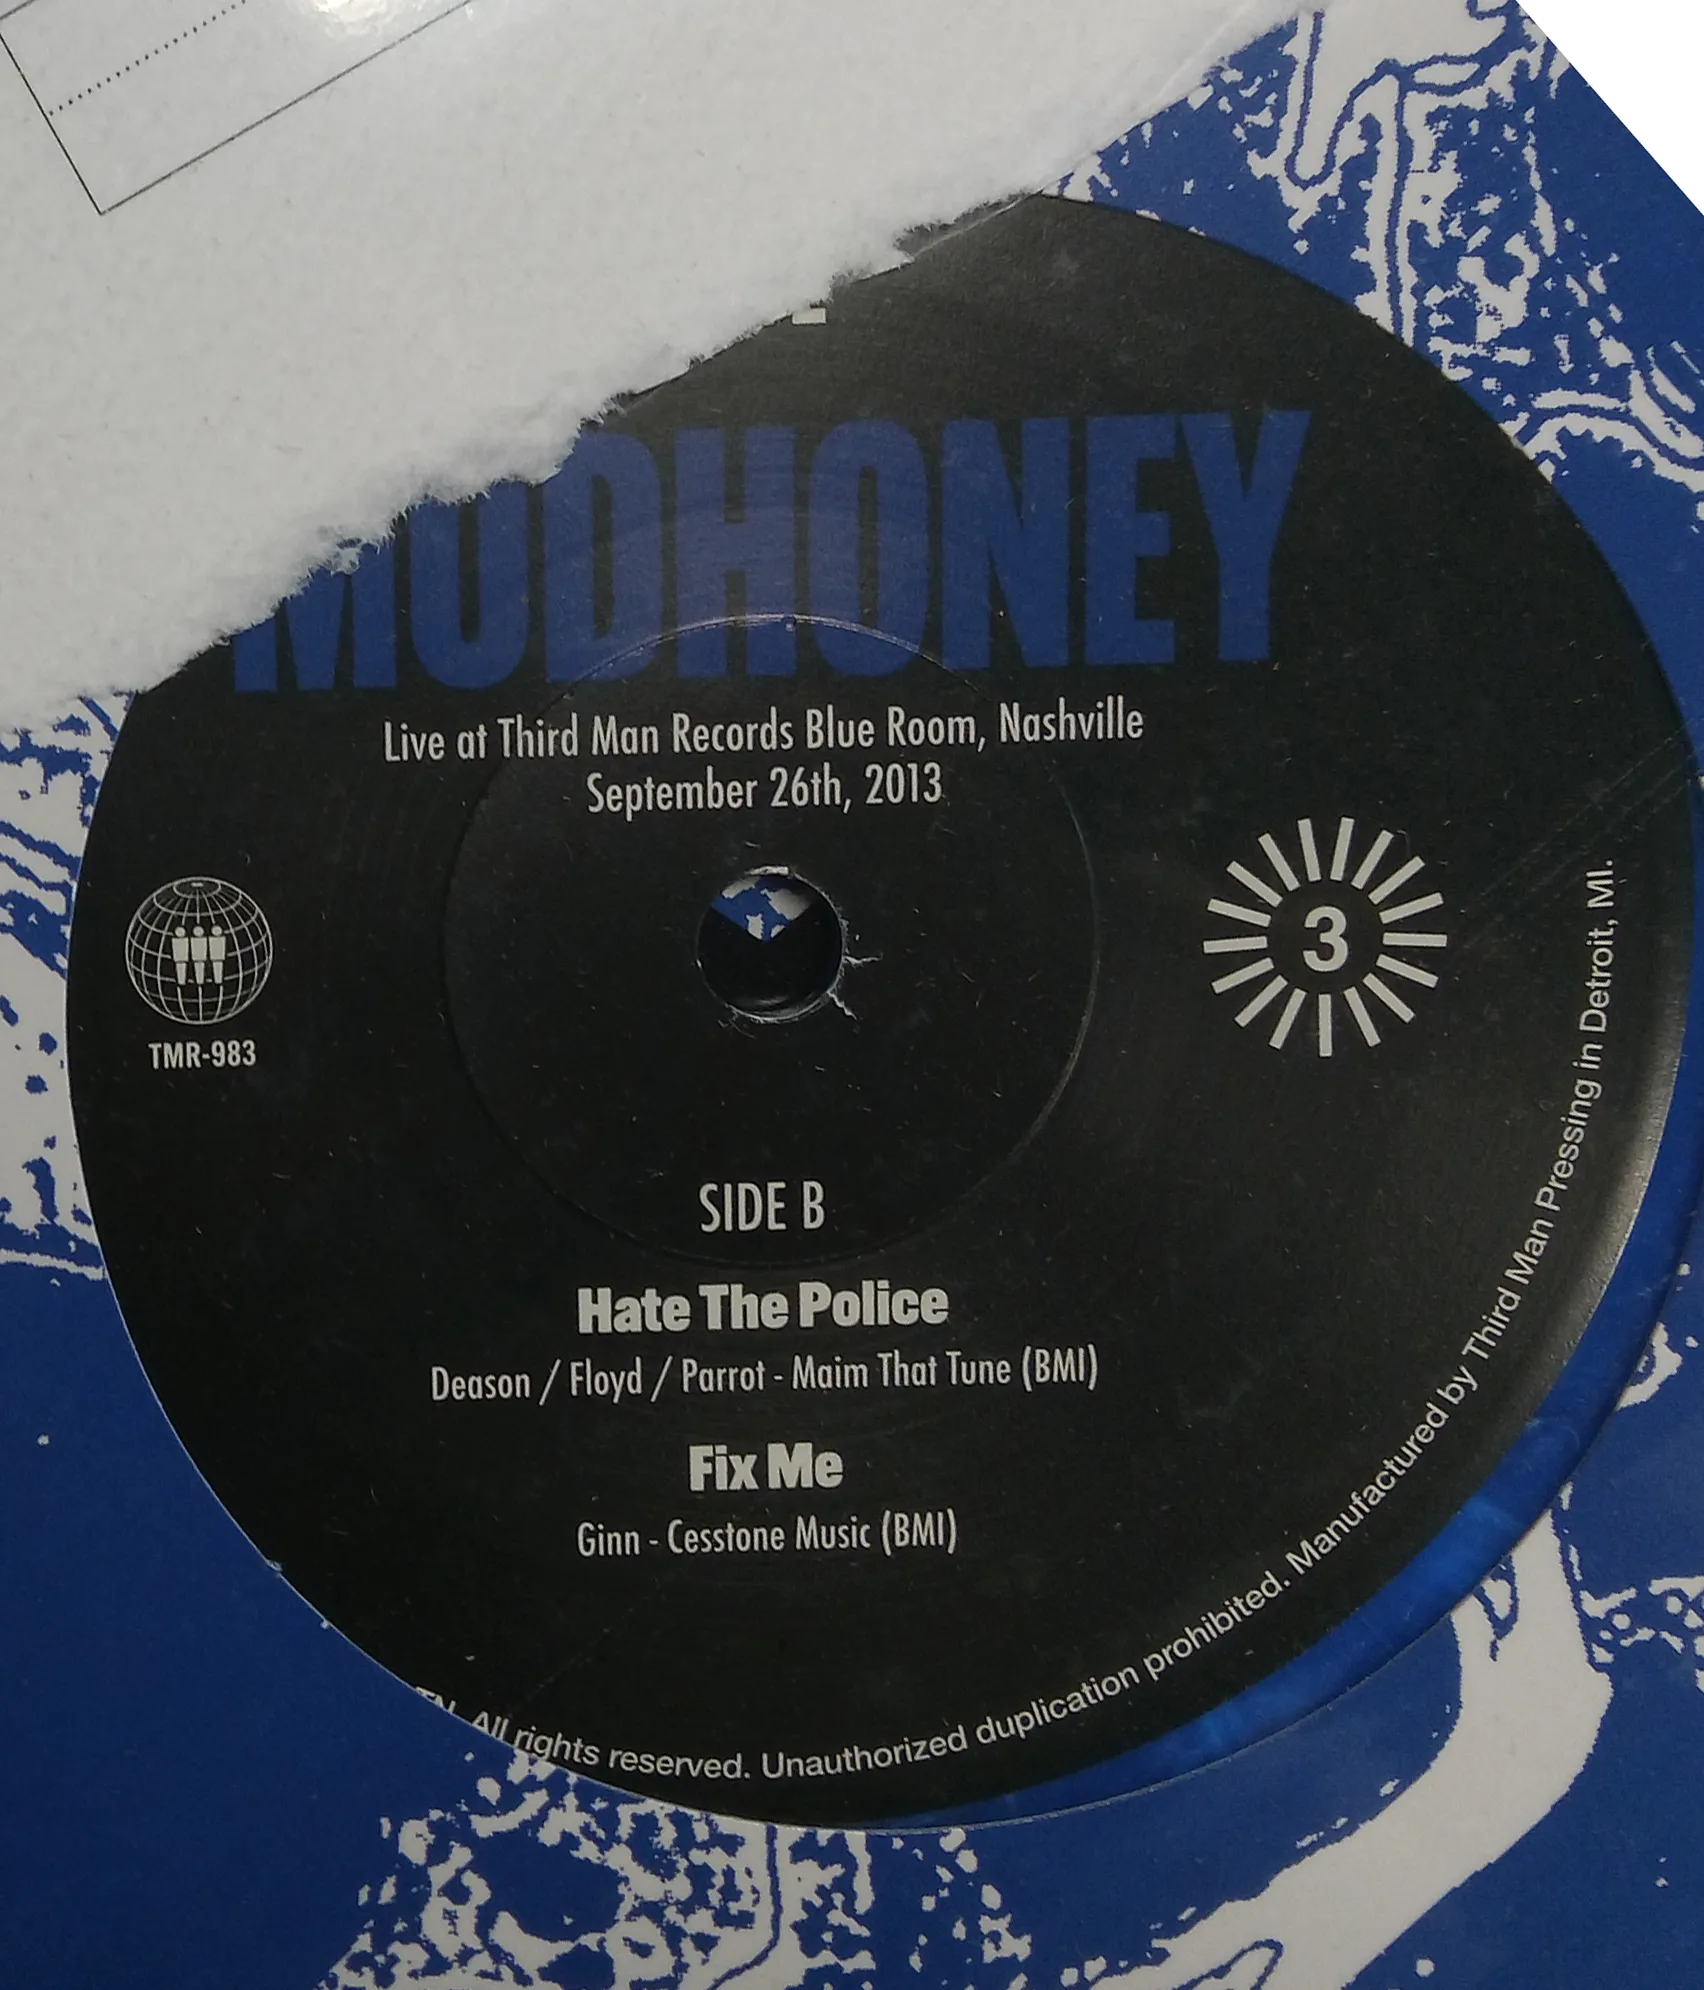 MUDHONEY
Live at Third Man Records Blue Room, Nashville
September 26th, 2013
TMR-983
3
SIDE B
Hate The Police
Deason / Floyd / Parrot - Maim That Tune (BMI)
Fix Me
Ginn - Cesstone Music (BMI)
TN. All rights reserved. Unauthorized duplication prohibited. Manufactured by Third Man Pressing in Detroit, MI.